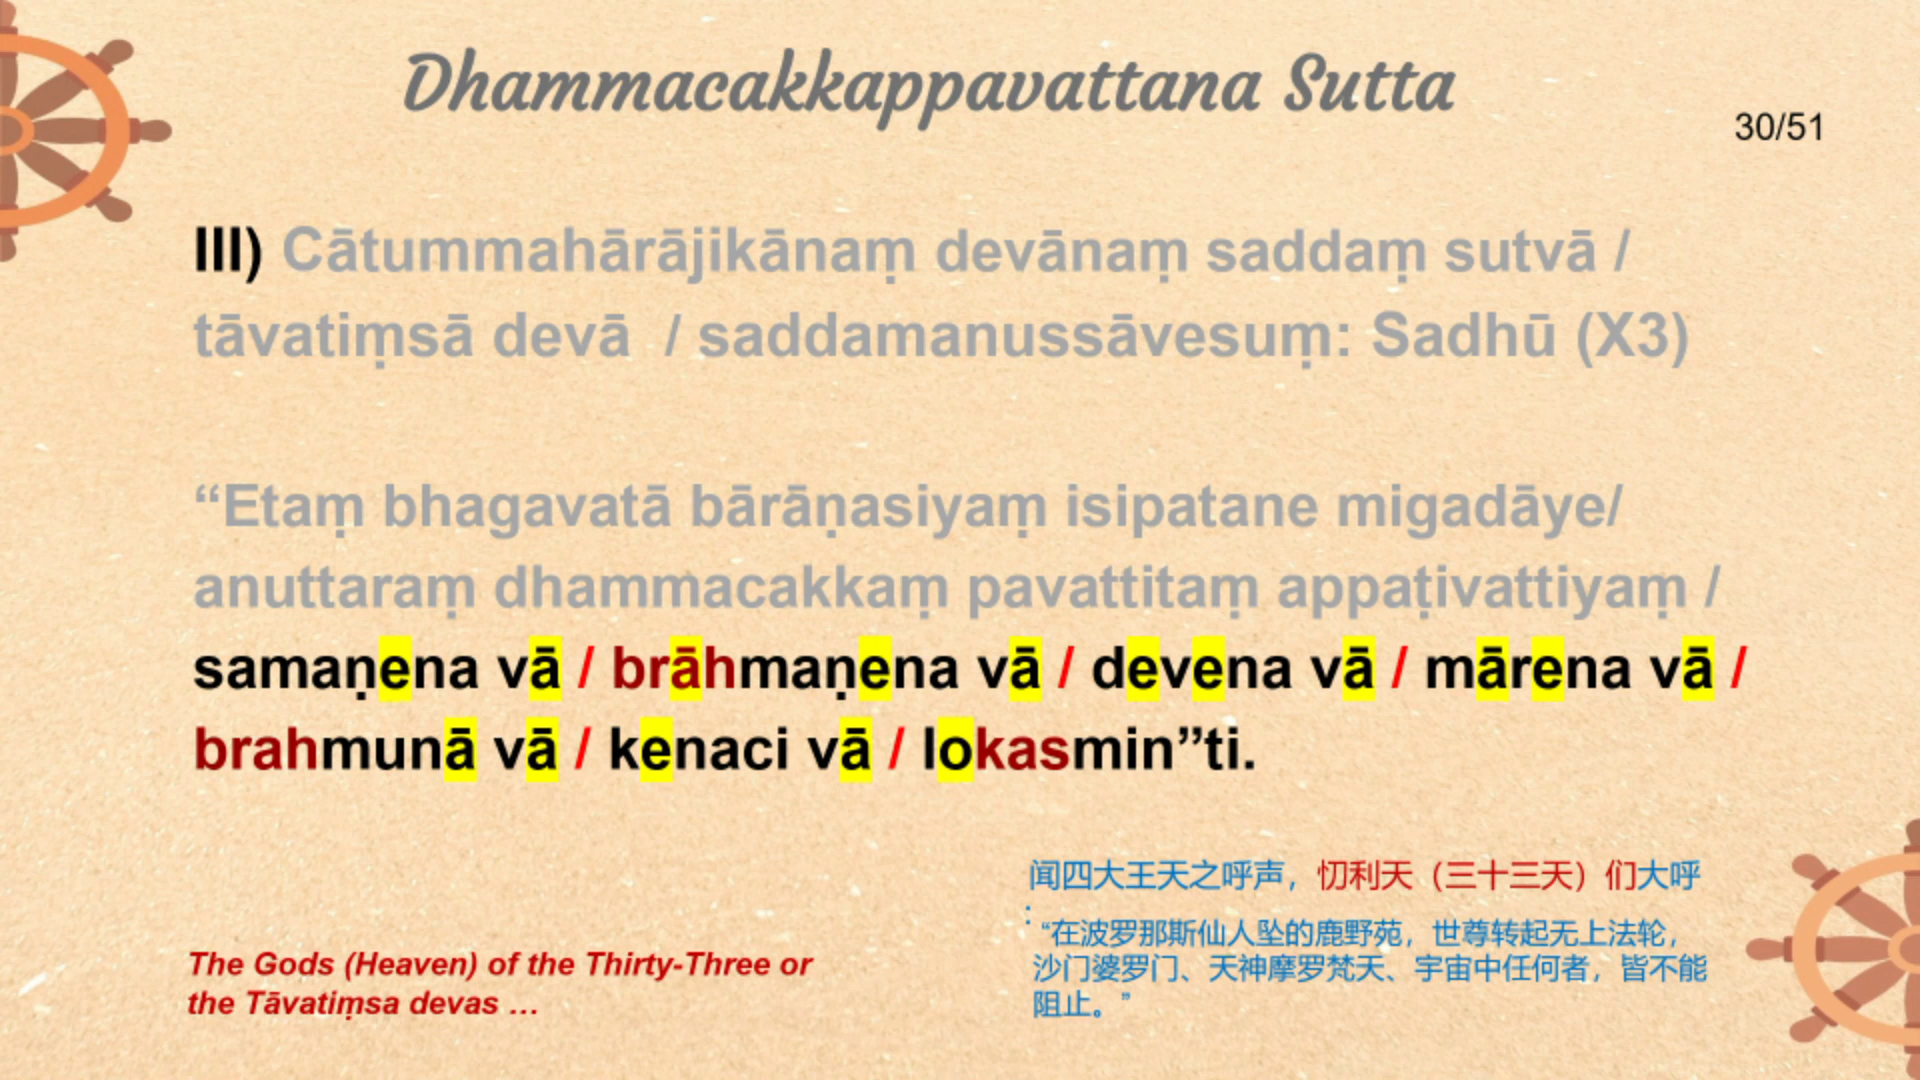 Dhammacakkappavattana Sutta
30/51
III) Cātummahārājikānaṃ devānaṃ saddaṃ sutvā /
tāvatiṃsā devā / saddamanussāvesuṃ: Sadhū (X3)
“Etaṃ bhagavatā bārāṇasiyaṃ isipatane migadāye/
anuttaraṃ dhammacakkaṃ pavattitaṃ appaṭivattiyaṃ /
samaṇena vā / brāhmaṇena vā / devena vā / mārena vā /
brahmunā vā / kenaci vā / lokasmin”ti.
The Gods (Heaven) of the Thirty-Three or
the Tāvatiṃsa devas …
闻四大王天之呼声，忉利天（三十三天）们大呼
：
“在波罗那斯仙人坠的鹿野苑，世尊转起无上法轮，
沙门婆罗门、天神摩罗梵天、宇宙中任何者，皆不能
阻止。”